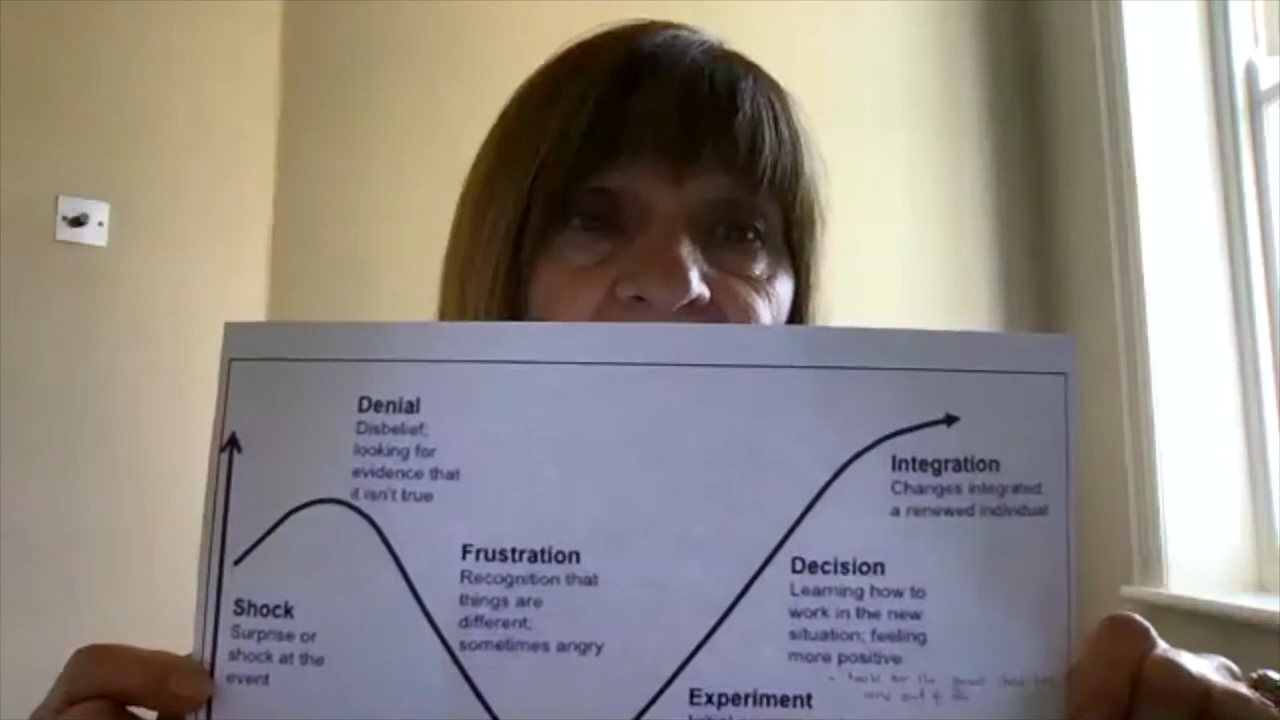 Denial
Disbelief;
looking for
evidence that
it isn't true
Shock
Surprise or
shock at the
event
Frustration
Recognition that
things are
different;
sometimes angry
Integration
Changes integrated;
a renewed individual
Decision
Learning how to
work in the new
situation; feeling
more positive
Experiment